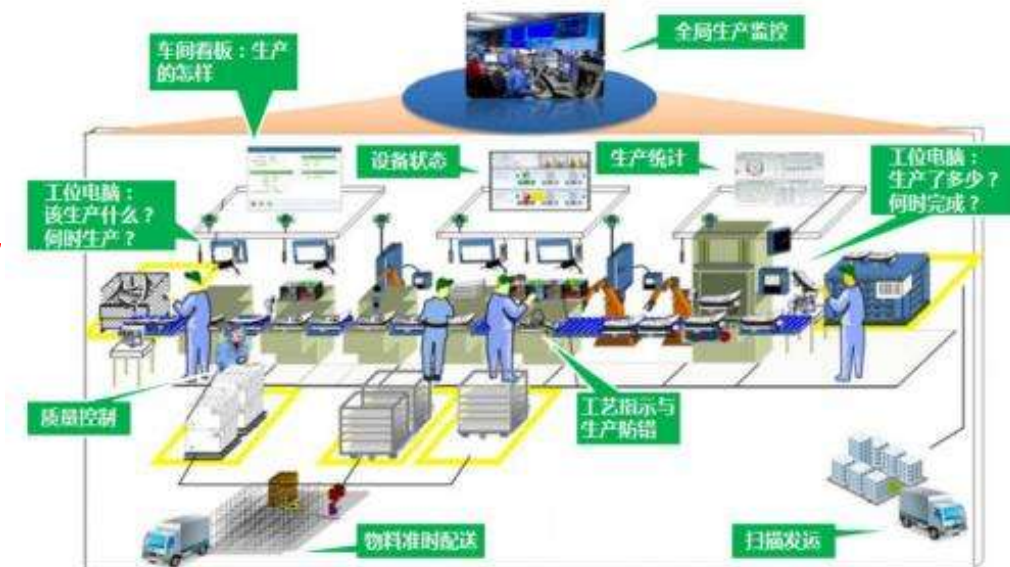 全局生产监控
车间看板：生产
的怎样
设备状态
生产统计
工位电脑：
该生产什么？
何时生产？
工位电脑：
生产了多少？
何时完成？
质量控制
工艺指示与
生产防错
物料准时配送
扫描发运